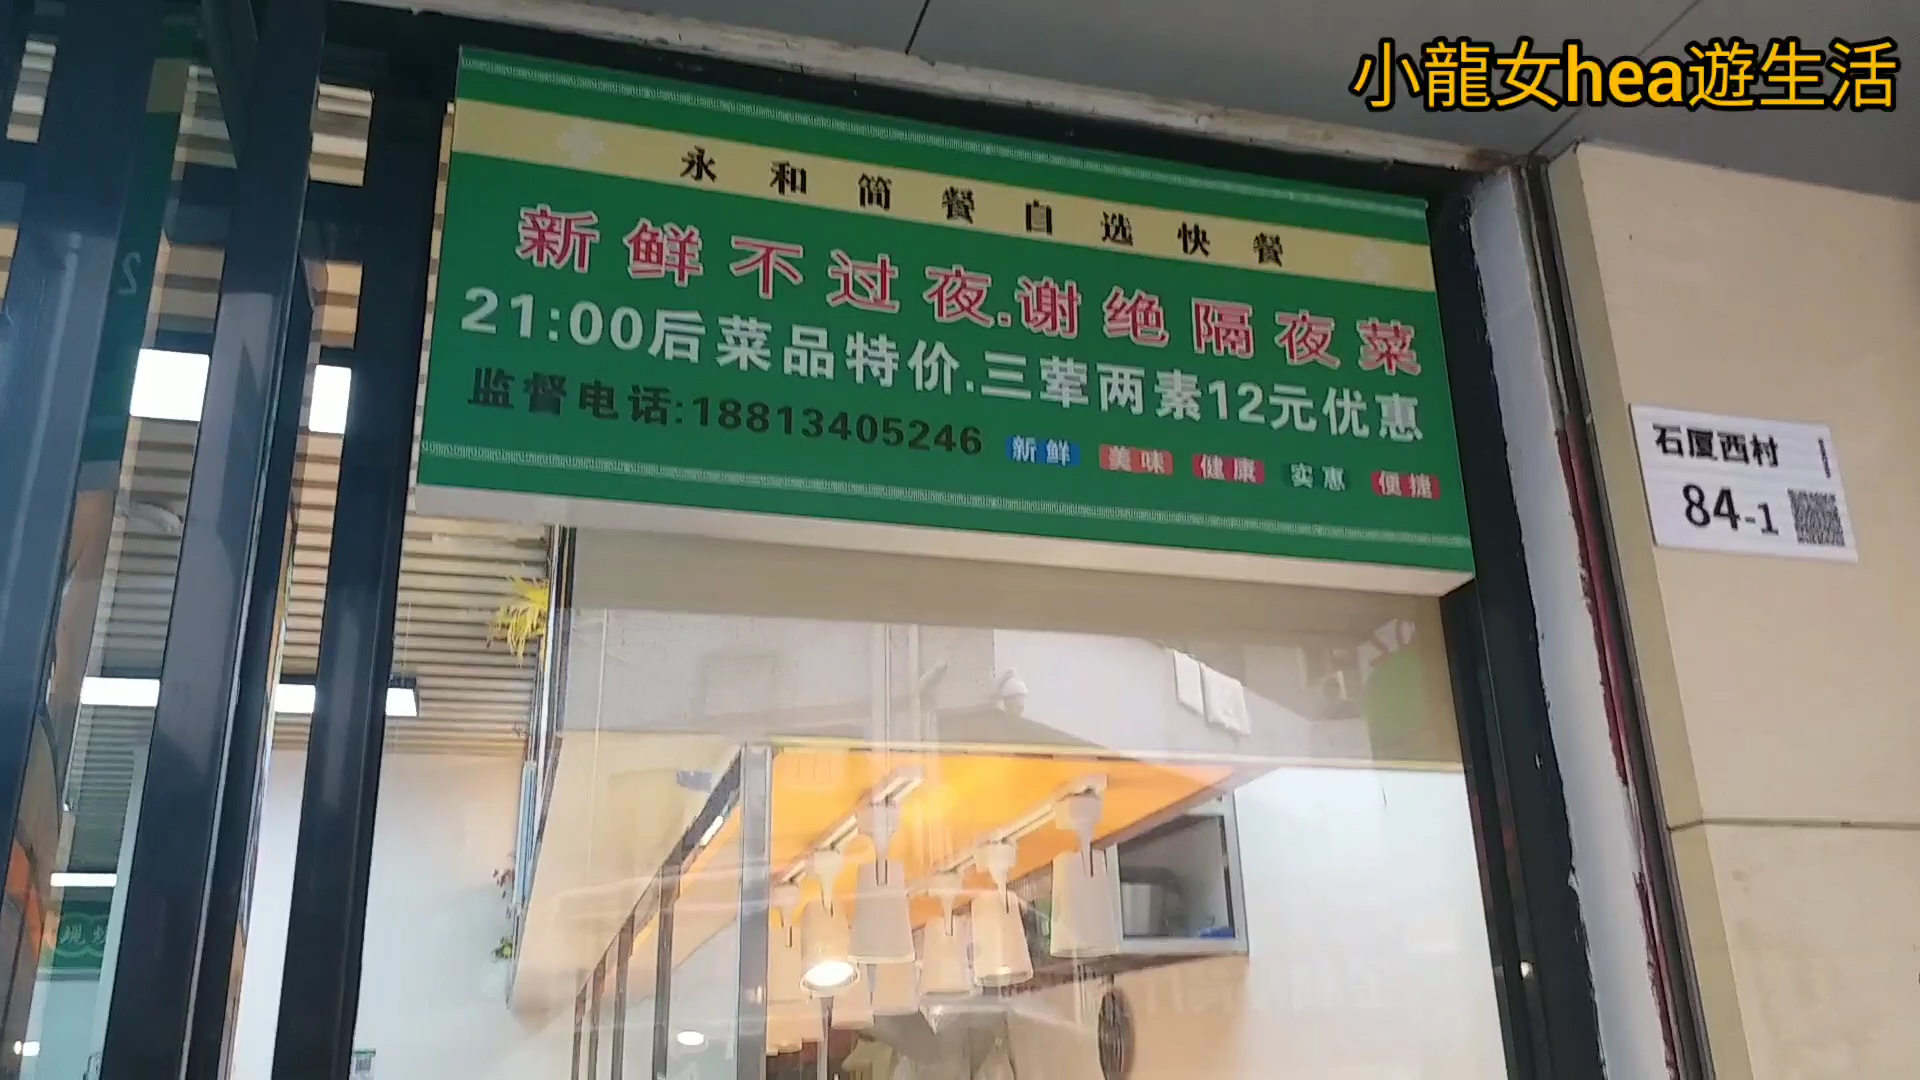 小龍女hea遊生活
永和简餐自选快餐
新鲜不过夜.谢绝隔夜菜
21:00后菜品特价.三荤两素12元优惠
监督电话:18813405246
新鲜 美味 健康 实惠 便捷
石厦西村
84-1